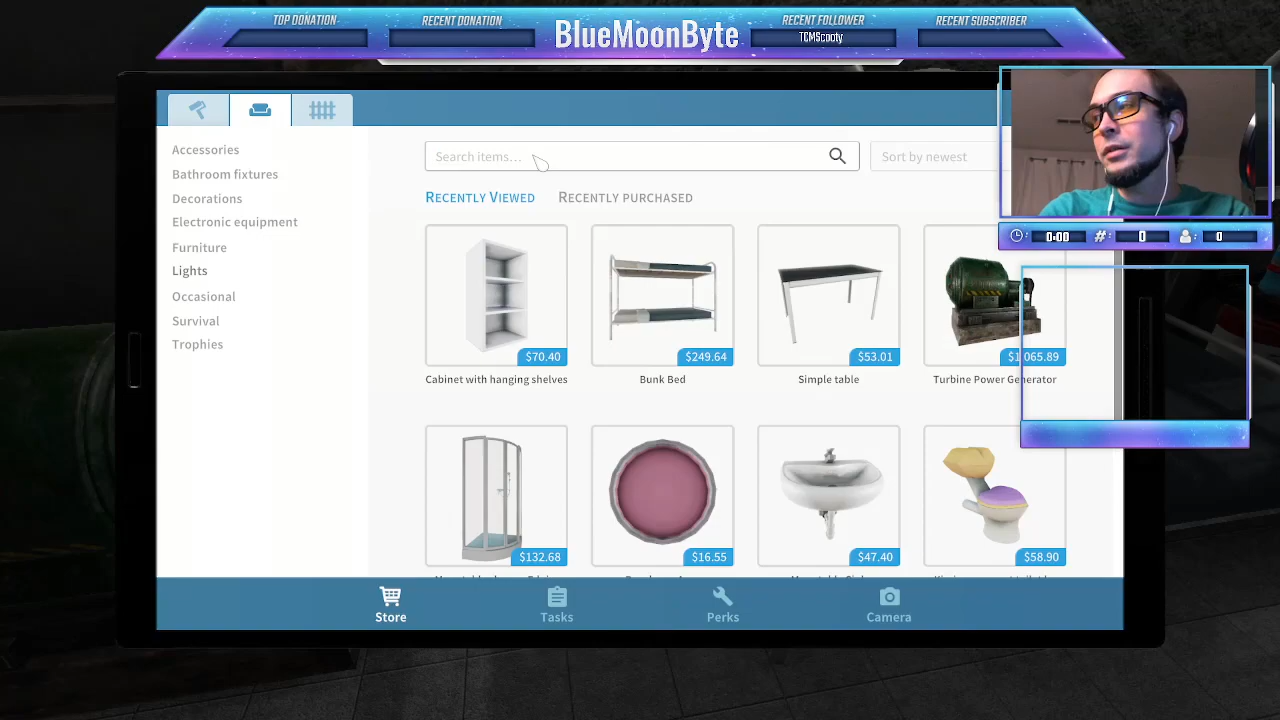 TOP DONATION
RECENT DONATION
BlueMoonByte
RECENT FOLLOWER
TCMScooty
RECENT SUBSCRIBER
Search items...
Sort by newest
Accessories
Bathroom fixtures
Decorations
Electronic equipment
Furniture
Lights
Occasional
Survival
Trophies
RECENTLY VIEWED
RECENTLY PURCHASED
0:00
#:
0
0
$70.40
$249.64
$53.01
$1 065.89
Cabinet with hanging shelves
Bunk Bed
Simple table
Turbine Power Generator
$132.68
$16.55
$47.40
$58.90
Store
Tasks
Perks
Camera